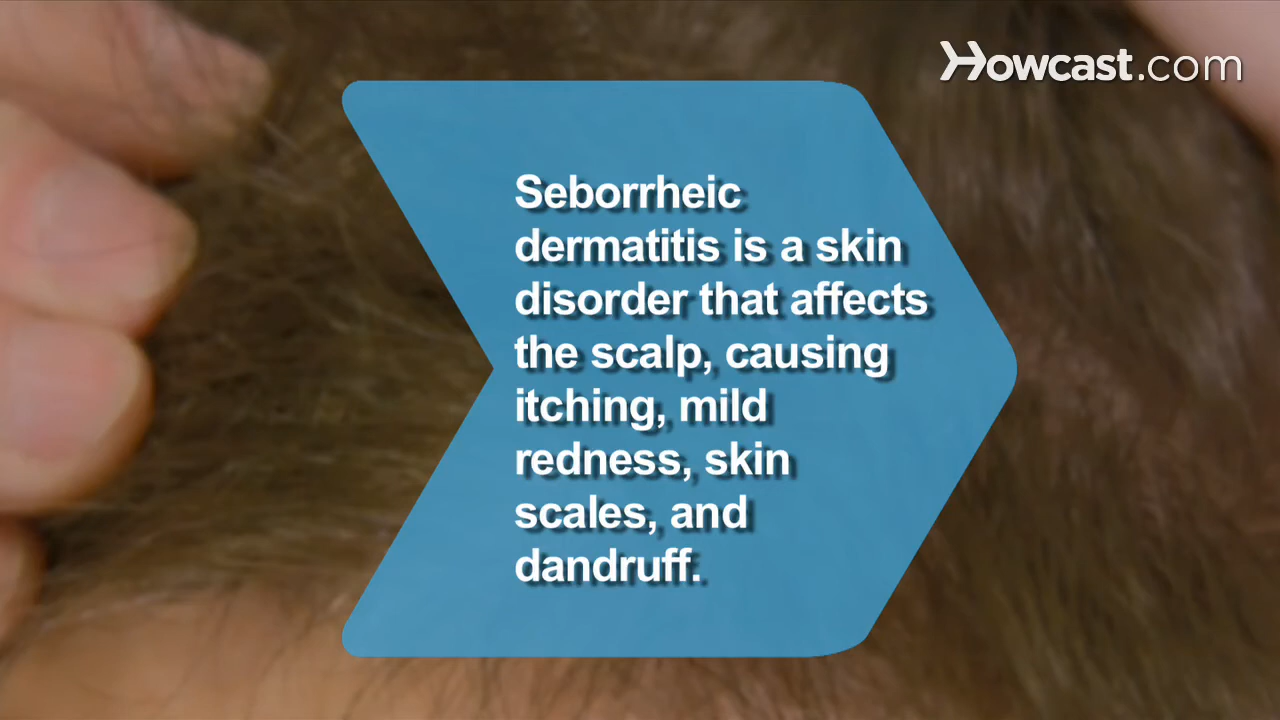 Howcast.com
Seborrheic
dermatitis is a skin
disorder that affects
the scalp, causing
itching, mild
redness, skin
scales, and
dandruff.